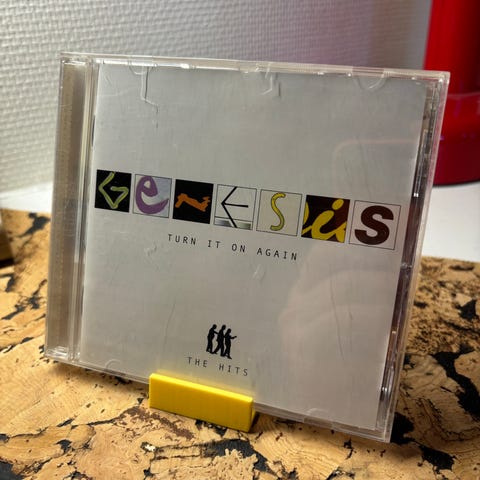 GENESIS
TURN IT ON AGAIN
THE HITS